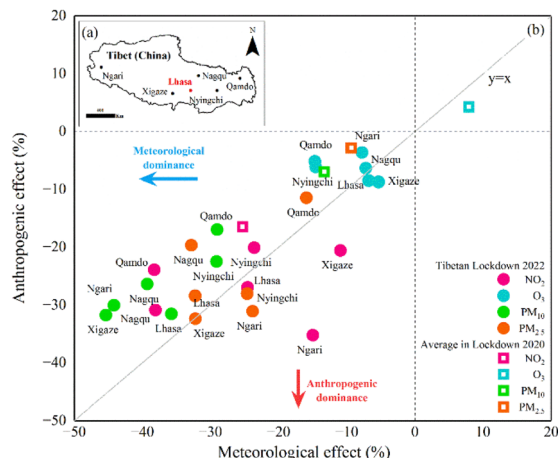 (a)
N
Tibet (China)
Ngari
Lhasa
Nagqu
Xigaze
Nyingchi
Qamdo
(b)
y=x
Meteorological
dominance
Qamdo
Ngari
Nyingchi
Nagqu
Lhasa
Xigaze
Qamdo
Qamdo
Nagqu
Nyingchi
Nyingchi
Xigaze
Qamdo
Ngari
Nagqu
Lhasa
Nyingchi
Lhasa
Nagqu
Lhasa
Xigaze
Xigaze
Ngari
Ngari
Anthropogenic
dominance
Tibetan Lockdown 2022
NO₂
O₃
PM₁₀
PM₂.₅
Average in Lockdown 2020
NO₂
O₃
PM₁₀
PM₂.₅
20
10
0
−10
−20
−30
−40
−50
Anthropogenic effect (%)
−50 −40 −30 −20 −10 0 10 20
Meteorological effect (%)